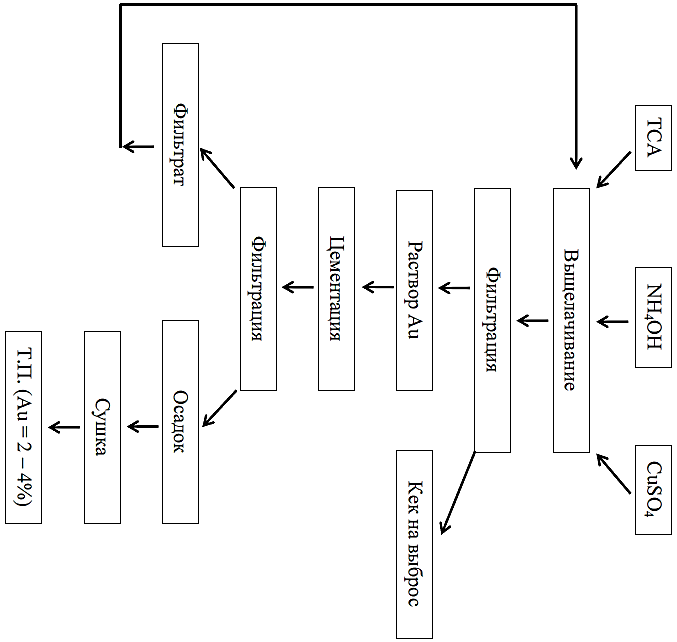 ТСА
NH₄OH
CuSO₄
Выщелачивание
Фильтрация
Раствор Au
Кек на выброс
Цементация
Фильтрация
Фильтрат
Осадок
Сушка
Т.П. (Au = 2 – 4%)